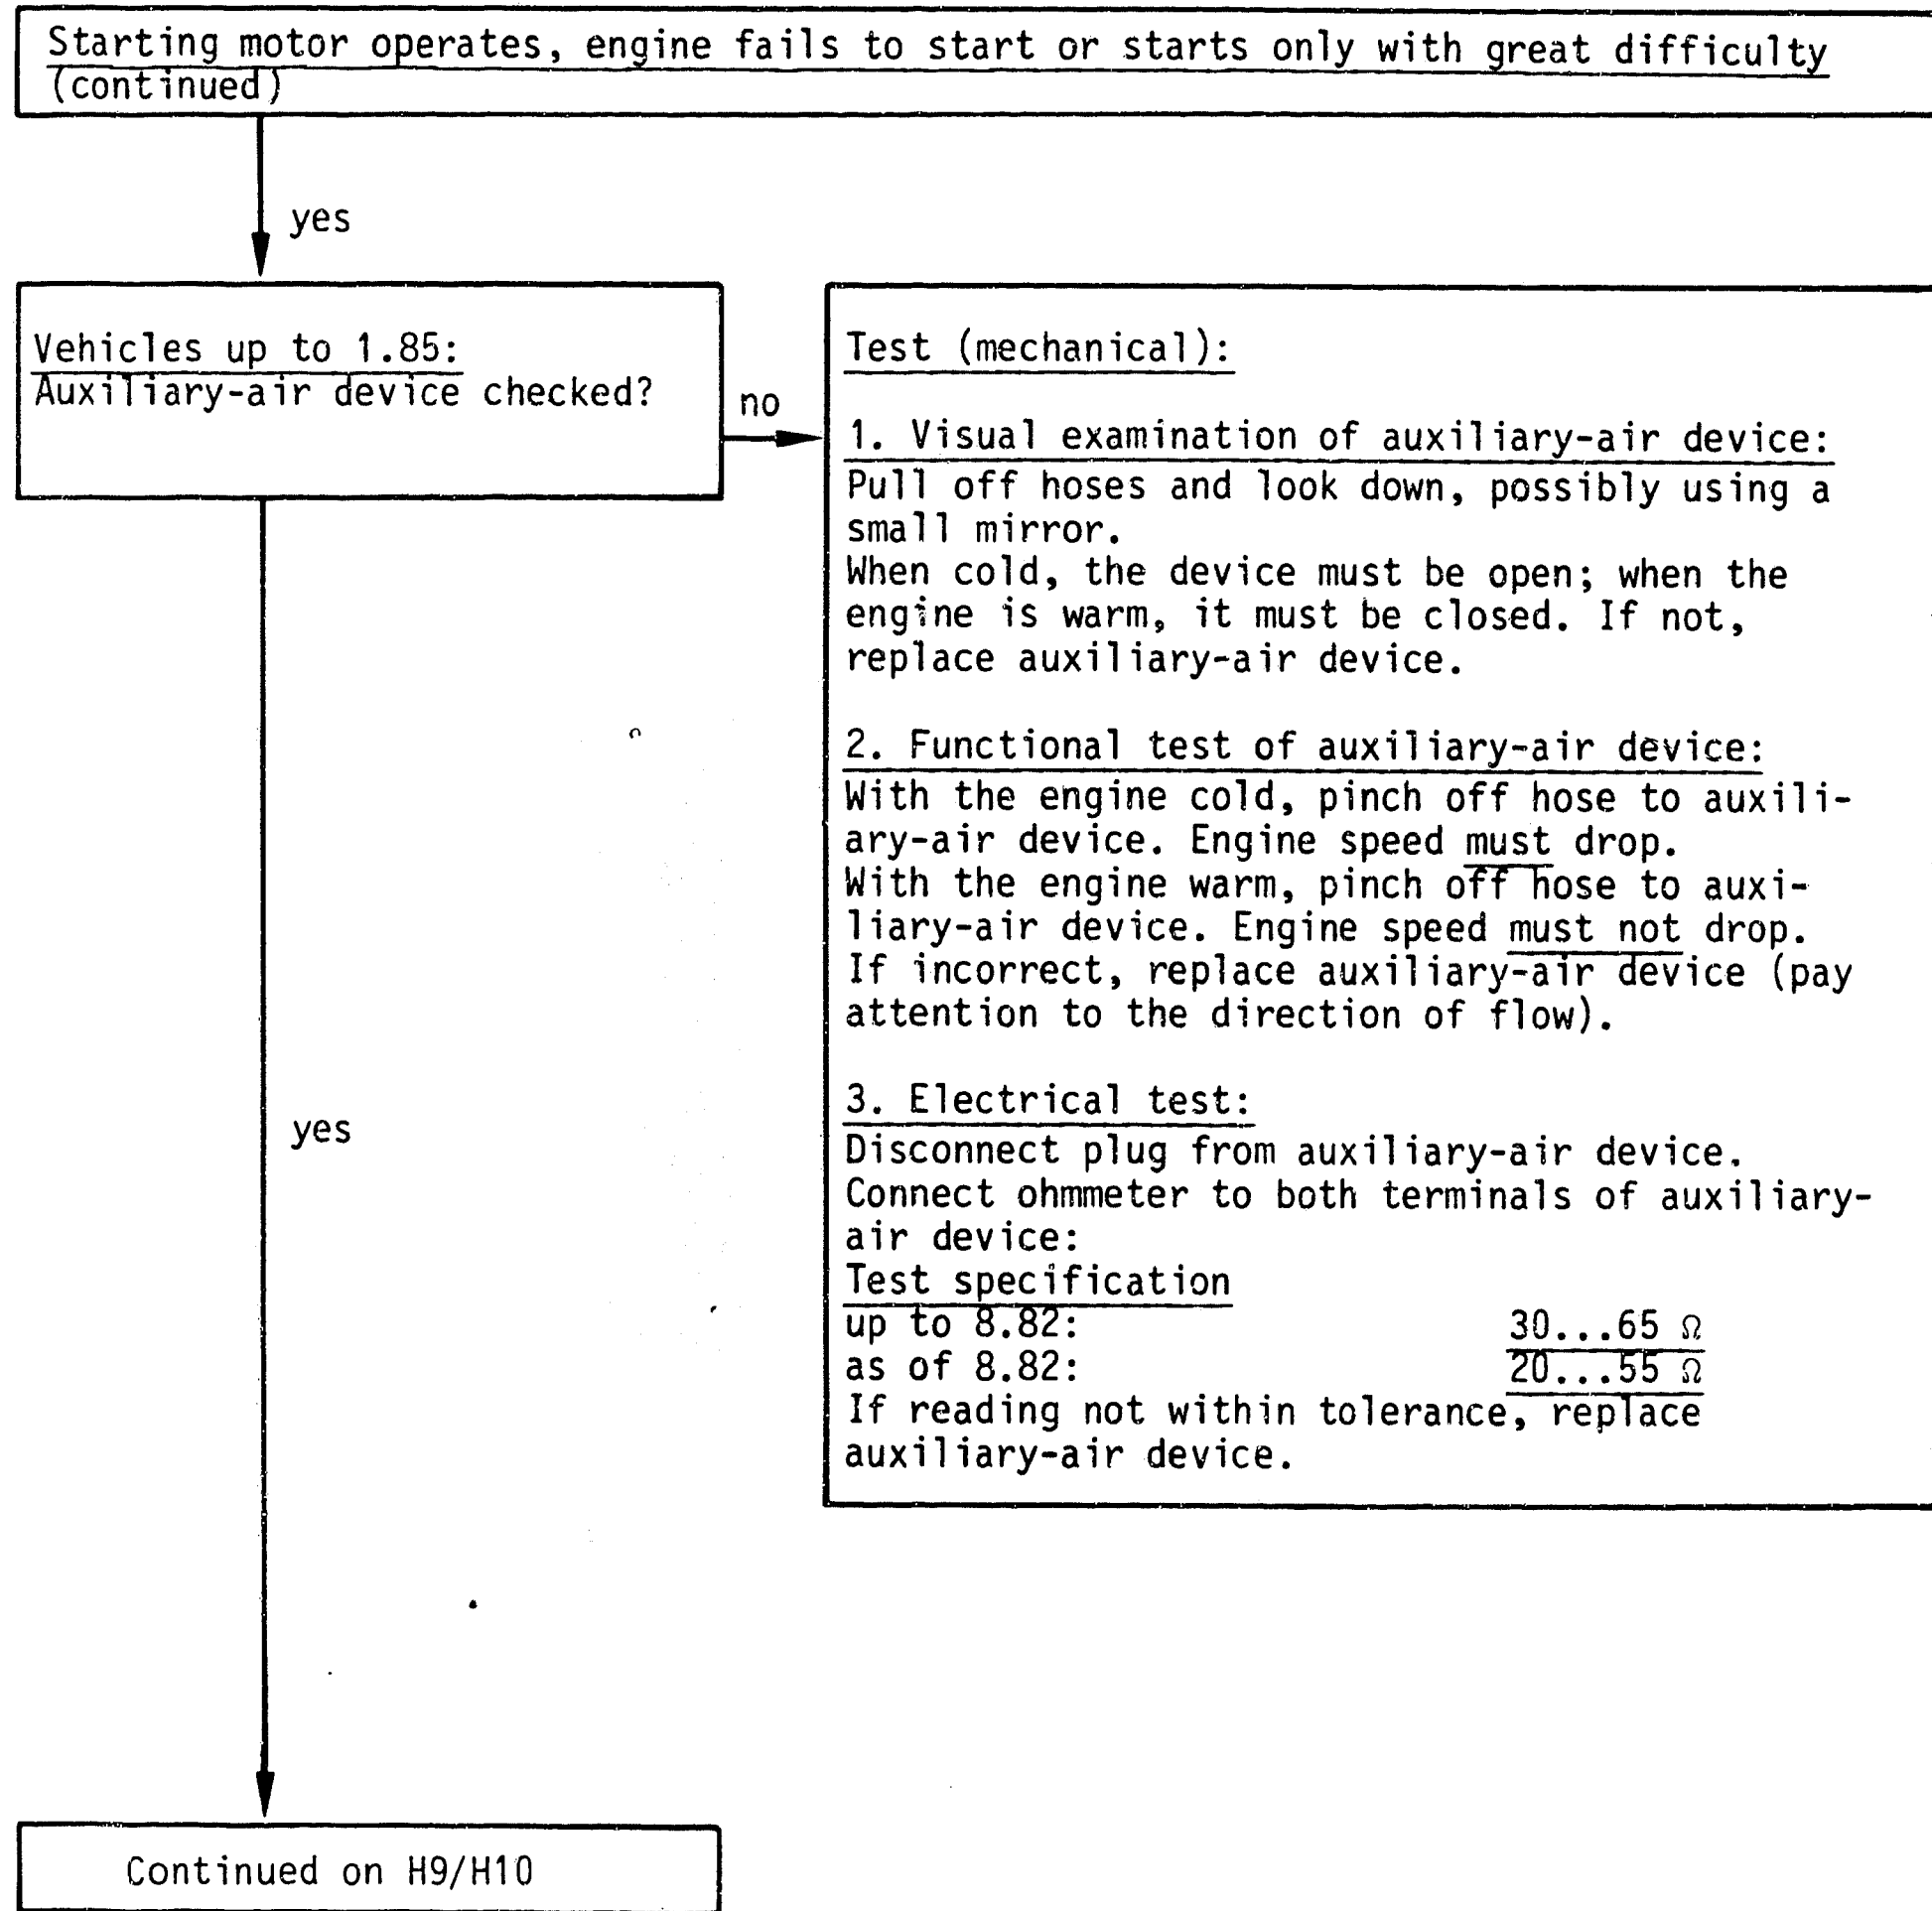 Starting motor operates, engine fails to start or starts only with great difficulty
(continued)
yes
Vehicles up to 1.85:
Auxiliary-air device checked?
no
Test (mechanical):
1. Visual examination of auxiliary-air device:
Pull off hoses and look down, possibly using a
small mirror.
When cold, the device must be open; when the
engine is warm, it must be closed. If not,
replace auxiliary-air device.
2. Functional test of auxiliary-air device:
With the engine cold, pinch off hose to auxili-
ary-air device. Engine speed must drop.
With the engine warm, pinch off hose to auxi-
liary-air device. Engine speed must not drop.
If incorrect, replace auxiliary-air device (pay
attention to the direction of flow).
3. Electrical test:
Disconnect plug from auxiliary-air device.
Connect ohmmeter to both terminals of auxiliary-
air device:
Test specification
up to 8.82: 30...65 Ω
as of 8.82: 20...55 Ω
If reading not within tolerance, replace
auxiliary-air device.
yes
Continued on H9/H10